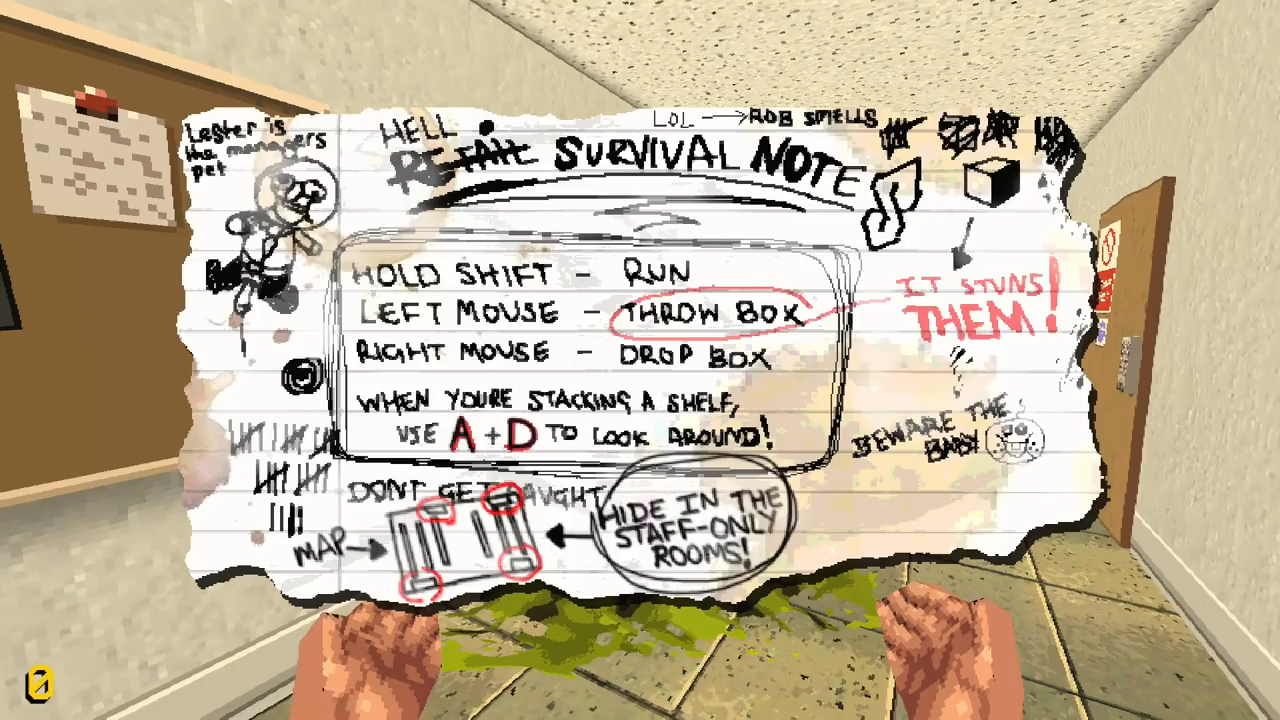 Lester is
the managers
pet
LOL → ROB SMELLS
HELL
RETAIL SURVIVAL NOTE
HOLD SHIFT - RUN
LEFT MOUSE - THROW BOX
RIGHT MOUSE - DROP BOX
WHEN YOURE STACKING A SHELF,
USE A + D TO LOOK AROUND!
IT STUNS
THEM!
BEWARE THE
BABY
DONT GET CAUGHT
HIDE IN THE
STAFF-ONLY
ROOMS!
MAP
0